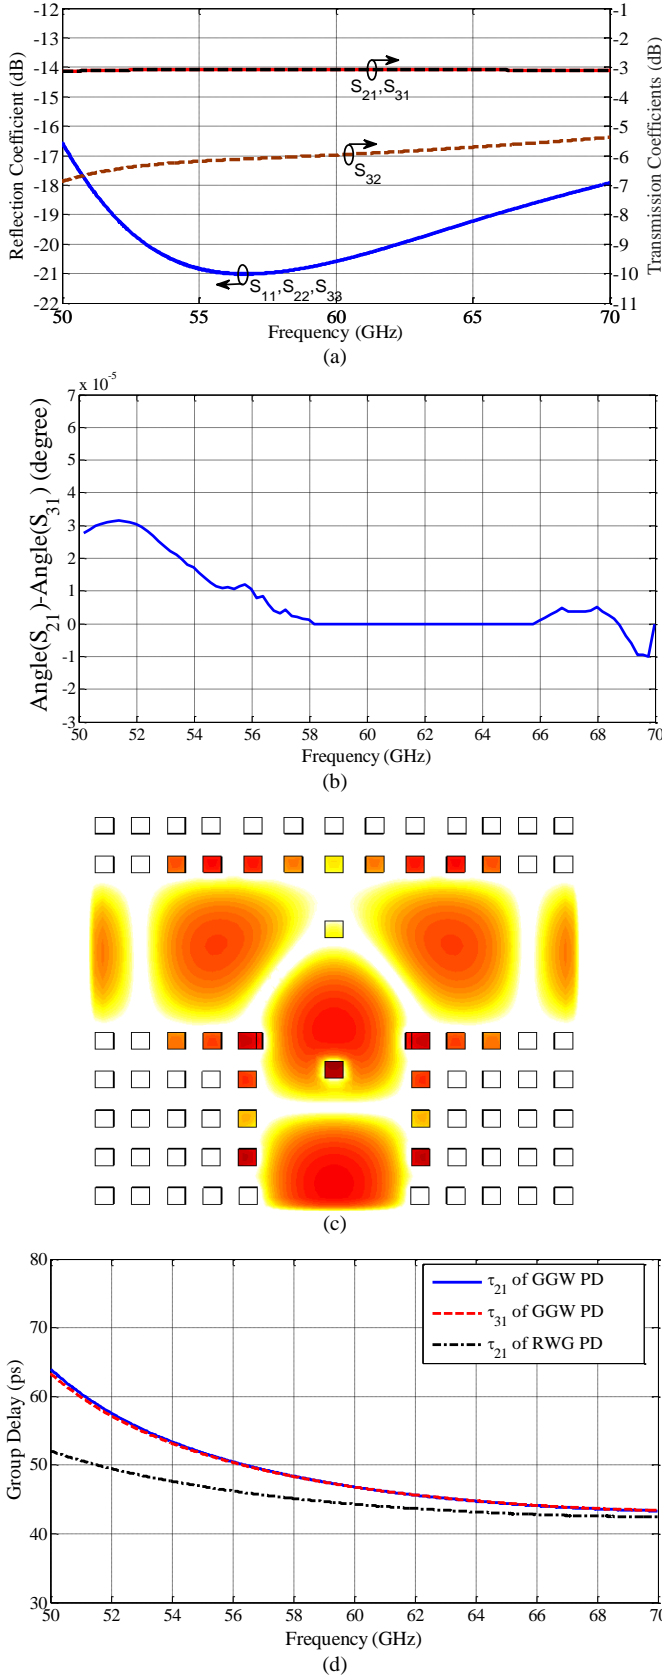 -12
-13
-14
-15
-16
-17
-18
-19
-20
-21
-22
Reflection Coefficient (dB)
-1
-2
-3
-4
-5
-6
-7
-8
-9
-10
-11
Transmission Coefficients (dB)
S21,S31
S32
S11,S22,S33
50 55 60 65 70
Frequency (GHz)
(a)
x 10-5
7
6
5
4
3
2
1
0
-1
-2
-3
Angle(S21)-Angle(S31) (degree)
50 52 54 56 58 60 62 64 66 68 70
Frequency (GHz)
(b)
(c)
80
70
60
50
40
30
Group Delay (ps)
τ21 of GGW PD
τ31 of GGW PD
τ21 of RWG PD
50 52 54 56 58 60 62 64 66 68 70
Frequency (GHz)
(d)